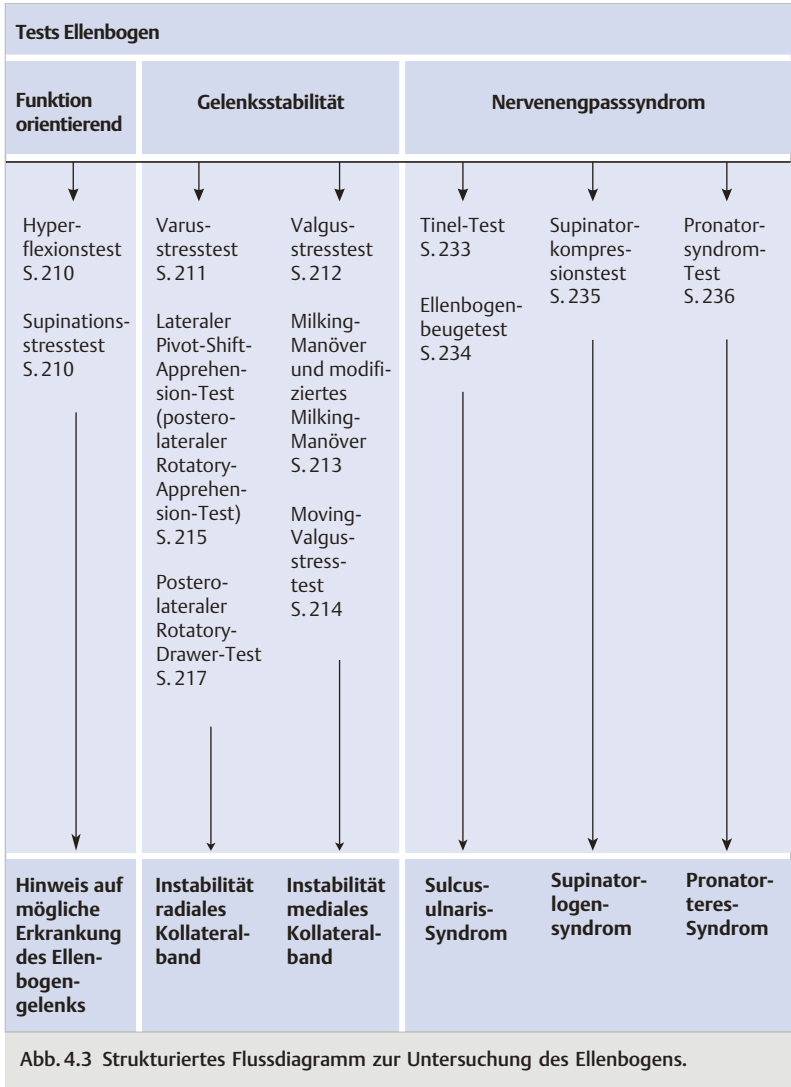 Tests Ellenbogen
Funktion
orientierend
Gelenksstabilität
Nervenengpasssyndrom
Hyper-
flexionstest
S. 210
Supinations-
stresstest
S. 210
Varus-
stresstest
S. 211
Lateraler
Pivot-Shift-
Apprehen-
sion-Test
(postero-
lateraler
Rotatory-
Apprehen-
sion-Test)
S. 215
Postero-
lateraler
Rotatory-
Drawer-Test
S. 217
Valgus-
stresstest
S. 212
Milking-
Manöver
und modifi-
ziertes
Milking-
Manöver
S. 213
Moving-
Valgus-
stress-
test
S. 214
Tinel-Test
S. 233
Ellenbogen-
beugetest
S. 234
Supinator-
kompres-
sionstest
S. 235
Pronator-
syndrom-
Test
S. 236
Hinweis auf
mögliche
Erkrankung
des Ellen-
bogen-
gelenks
Instabilität
radiales
Kollateral-
band
Instabilität
mediales
Kollateral-
band
Sulcus-
ulnaris-
Syndrom
Supinator-
logen-
syndrom
Pronator-
teres-
Syndrom
Abb. 4.3 Strukturiertes Flussdiagramm zur Untersuchung des Ellenbogens.